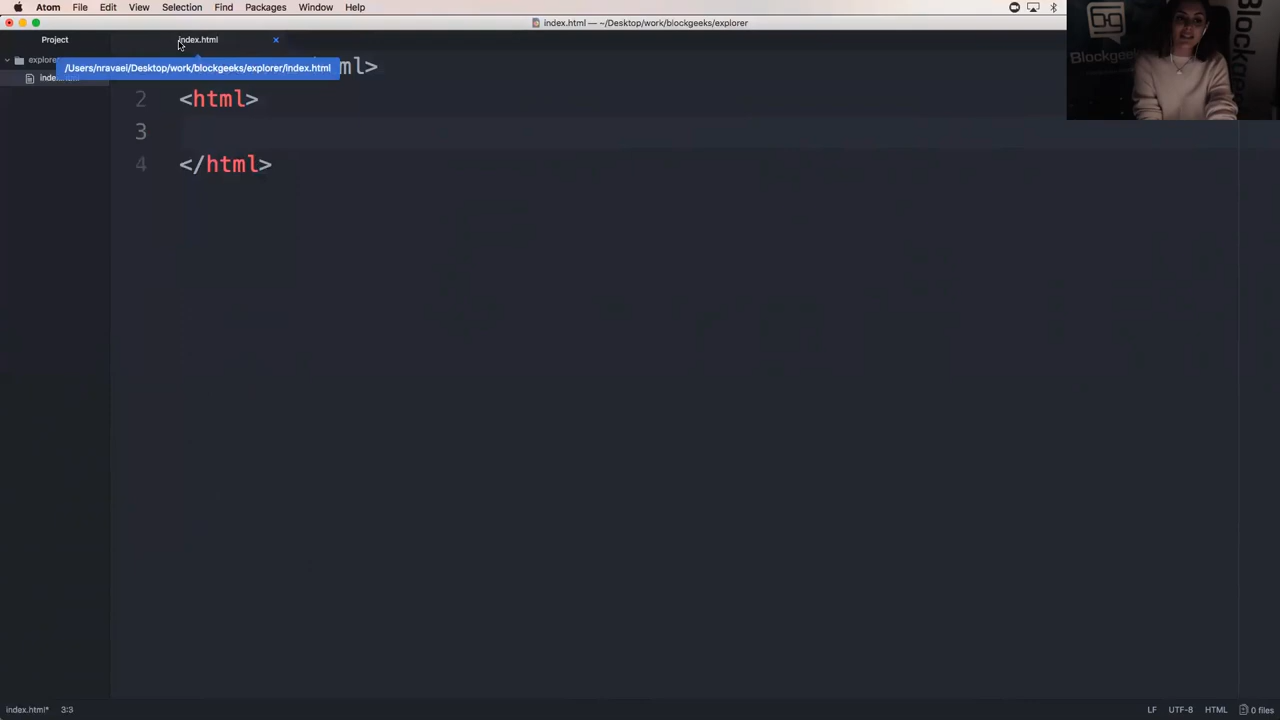 Atom File Edit View Selection Find Packages Window Help
index.html — ~/Desktop/work/blockgeeks/explorer
Project index.html
/Users/nravaei/Desktop/work/blockgeeks/explorer/index.html
ml>
2 <html>
3
4 </html>
index.html* 3:3 LF UTF-8 HTML 0 files
Blockgeeks